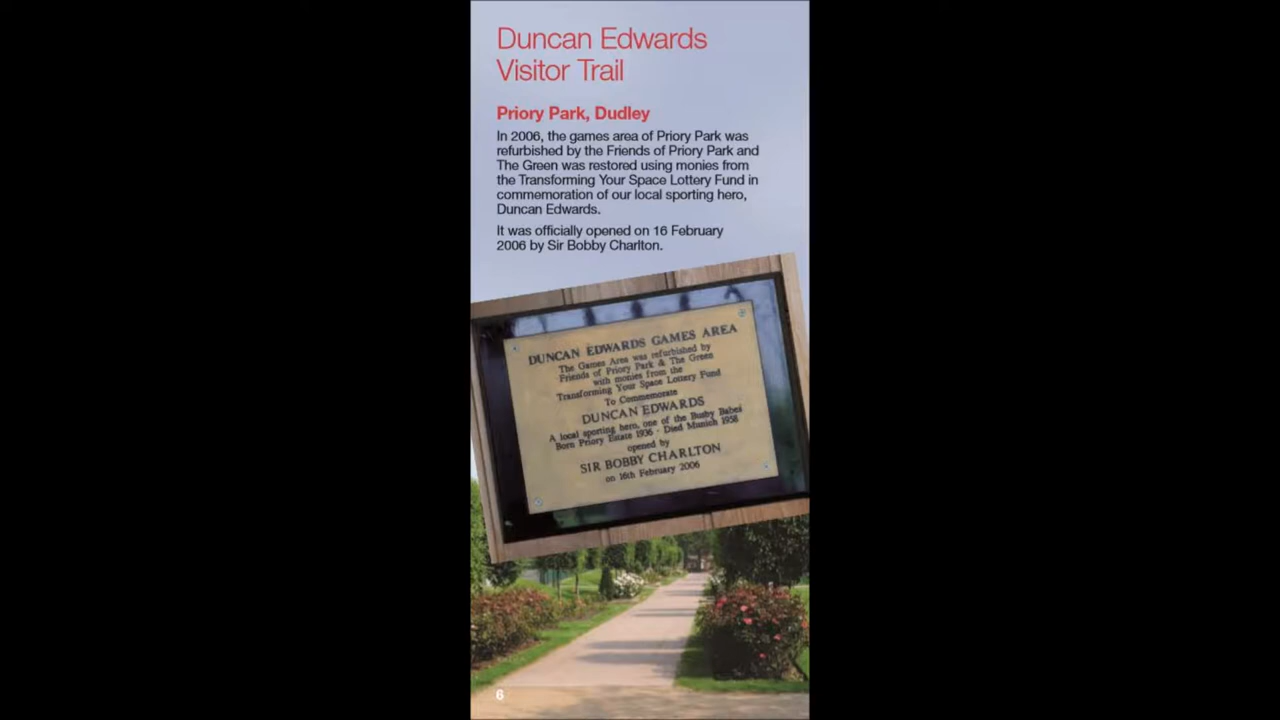 Duncan Edwards
Visitor Trail
Priory Park, Dudley
In 2006, the games area of Priory Park was
refurbished by the Friends of Priory Park and
The Green was restored using monies from
the Transforming Your Space Lottery Fund in
commemoration of our local sporting hero,
Duncan Edwards.
It was officially opened on 16 February
2006 by Sir Bobby Charlton.
DUNCAN EDWARDS GAMES AREA
The Games Area was refurbished by
Friends of Priory Park & The Green
with monies from the
Transforming Your Space Lottery Fund
To Commemorate
DUNCAN EDWARDS
A local sporting hero, one of the Busby Babes
Born Priory Estate 1936 - Died Munich 1958
opened by
SIR BOBBY CHARLTON
on 16th February 2006
6